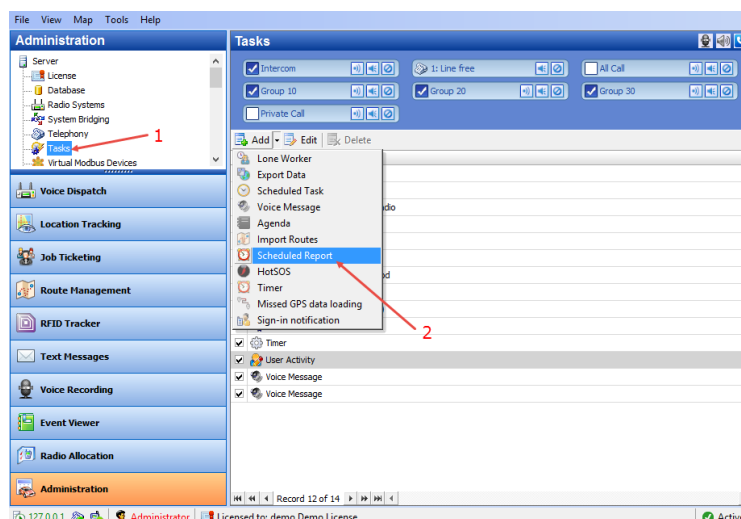 File View Map Tools Help
Administration
Tasks
Server
License
Database
Radio Systems
System Bridging
Telephony
Tasks
Virtual Modbus Devices
1
Intercom
1: Line free
All Call
Group 10
Group 20
Group 30
Private Call
Add Edit Delete
Lone Worker
Export Data
Scheduled Task
Voice Message
Agenda
Import Routes
Scheduled Report
HotSOS
Timer
Missed GPS data loading
Sign-in notification
2
Timer
User Activity
Voice Message
Voice Message
Voice Dispatch
Location Tracking
Job Ticketing
Route Management
RFID Tracker
Text Messages
Voice Recording
Event Viewer
Radio Allocation
Administration
Record 12 of 14
127.0.0.1 Administrator Licensed to: demo Demo License